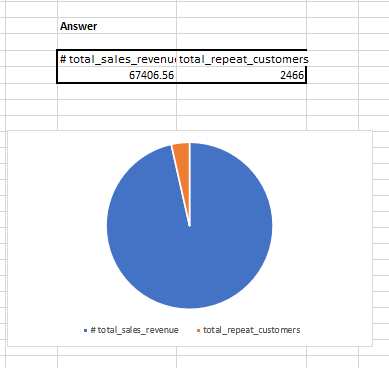 Answer
# total_sales_revenu total_repeat_customers
67406.56 2466
# total_sales_revenue total_repeat_customers